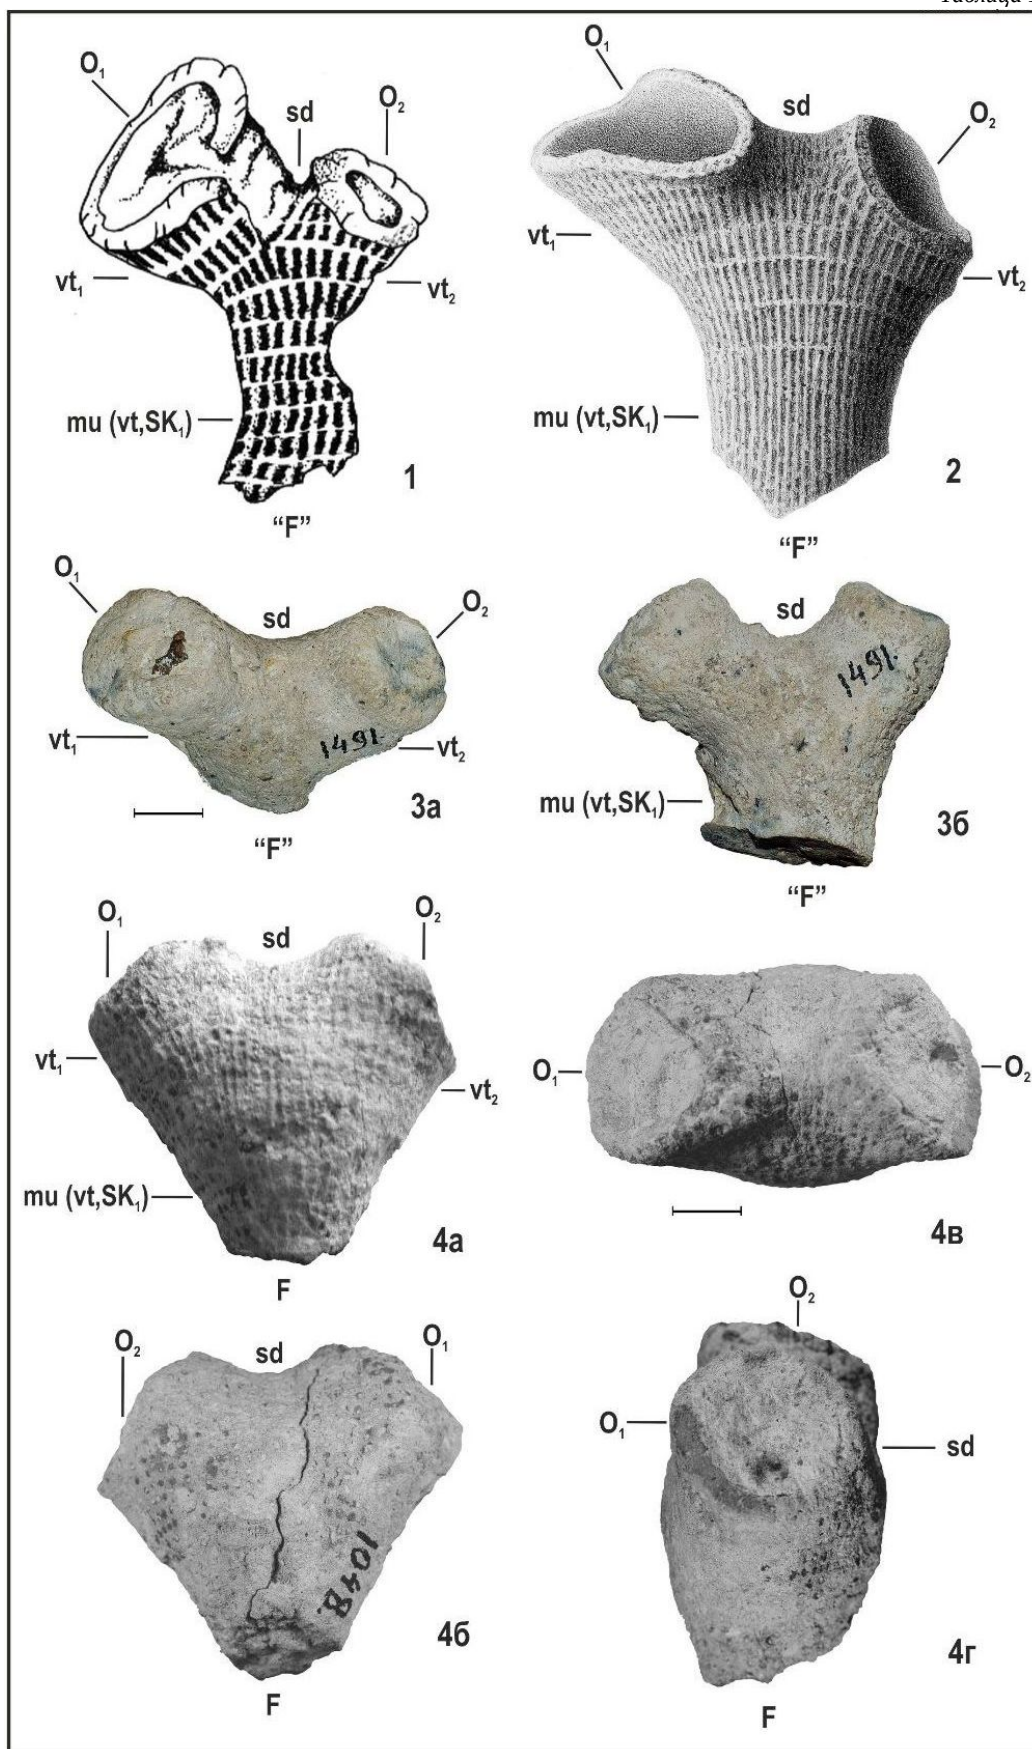 Таблица
O₁
sd
O₂
vt₁
vt₂
mu (vt,SK₁)
1
“F”
O₁
sd
O₂
vt₁
vt₂
mu (vt,SK₁)
2
“F”
O₁
sd
O₂
vt₁
1491.
vt₂
3а
“F”
sd
1491.
mu (vt,SK₁)
3б
“F”
O₁
sd
O₂
vt₁
vt₂
mu (vt,SK₁)
4а
F
O₁
O₂
4в
O₂
sd
O₁
1048.
4б
F
O₂
O₁
sd
4г
F